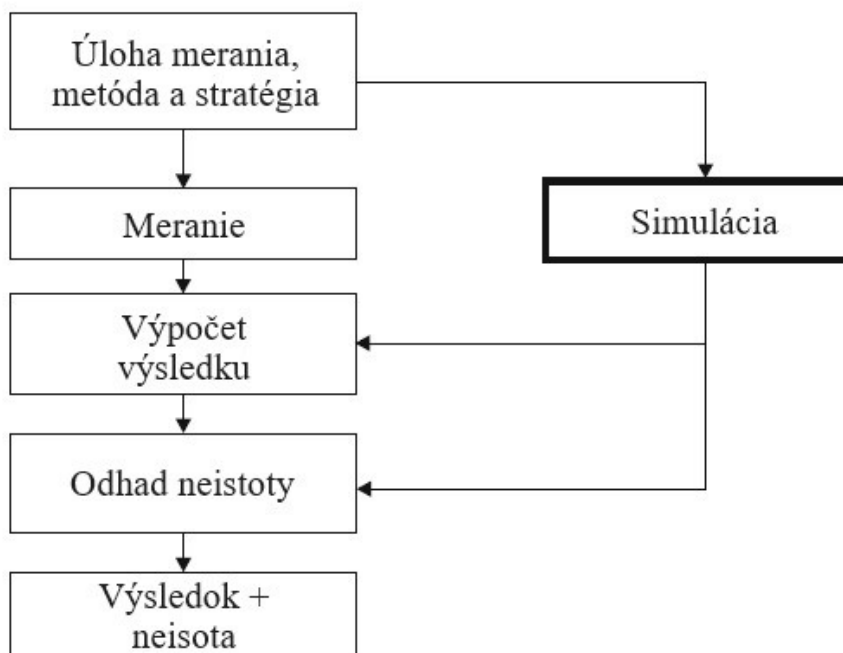 Úloha merania,
metóda a stratégia
Meranie
Simulácia
Výpočet
výsledku
Odhad neistoty
Výsledok +
neisota